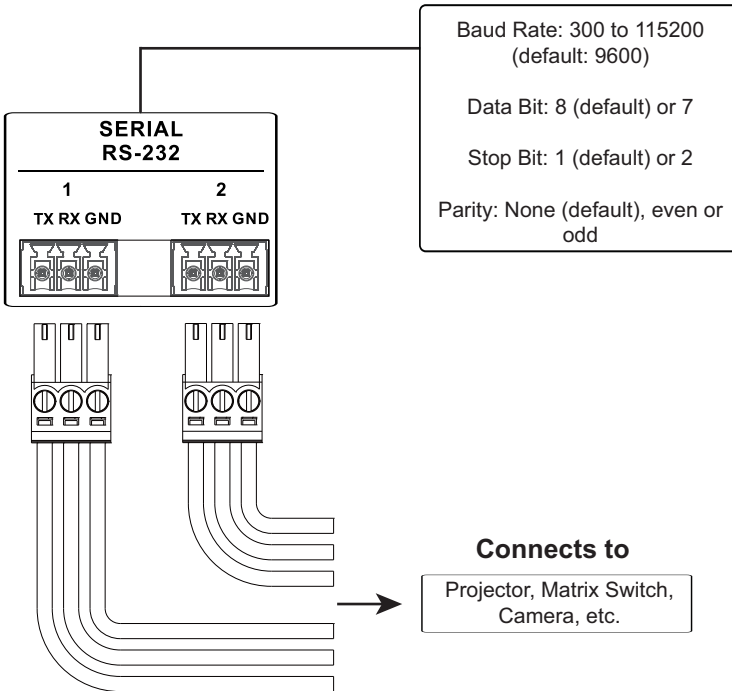 Baud Rate: 300 to 115200
(default: 9600)
Data Bit: 8 (default) or 7
Stop Bit: 1 (default) or 2
Parity: None (default), even or
odd
SERIAL
RS-232
1 2
TX RX GND TX RX GND
Connects to
Projector, Matrix Switch,
Camera, etc.